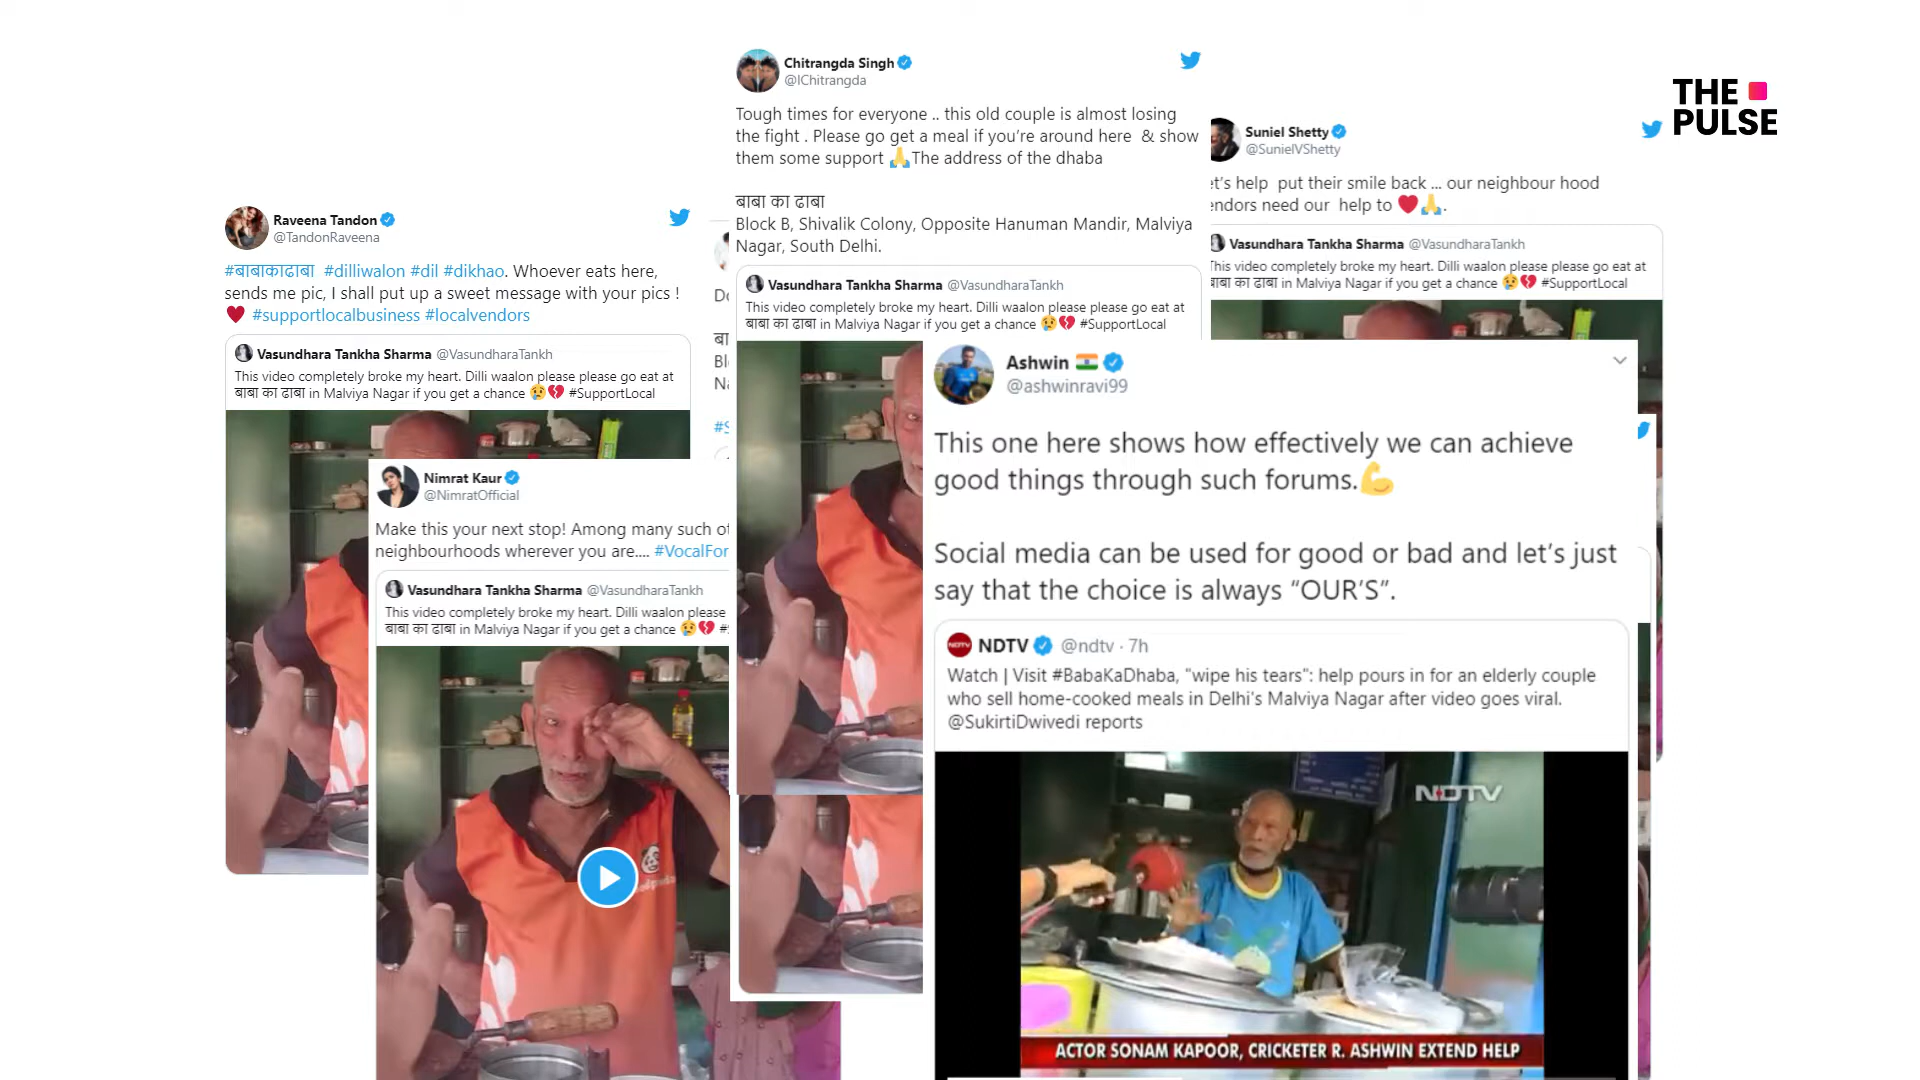 THE
PULSE
Chitrangda Singh
@IChitrangda
Tough times for everyone .. this old couple is almost losing
the fight . Please go get a meal if you're around here & show
them some support 🙏The address of the dhaba
बाबा का ढाबा
Block B, Shivalik Colony, Opposite Hanuman Mandir, Malviya
Nagar, South Delhi.
Vasundhara Tankha Sharma @VasundharaTankh
This video completely broke my heart. Dilli waalon please please go eat at
बाबा का ढाबा in Malviya Nagar if you get a chance 😢💔 #SupportLocal
Suniel Shetty
@SunielVShetty
et's help put their smile back ... our neighbour hood
endors need our help to ❤️🙏.
Vasundhara Tankha Sharma @VasundharaTankh
This video completely broke my heart. Dilli waalon please please go eat at
बाबा का ढाबा in Malviya Nagar if you get a chance 😢💔 #SupportLocal
Raveena Tandon
@TandonRaveena
#बाबाकाढाबा #dilliwalon #dil #dikhao. Whoever eats here,
sends me pic, I shall put up a sweet message with your pics !
❤️ #supportlocalbusiness #localvendors
Vasundhara Tankha Sharma @VasundharaTankh
This video completely broke my heart. Dilli waalon please please go eat at
बाबा का ढाबा in Malviya Nagar if you get a chance 😢💔 #SupportLocal
Nimrat Kaur
@NimratOfficial
Make this your next stop! Among many such of
neighbourhoods wherever you are.... #VocalFor
Vasundhara Tankha Sharma @VasundharaTankh
This video completely broke my heart. Dilli waalon please
बाबा का ढाबा in Malviya Nagar if you get a chance 😢💔 #
बा
Bl
Na
#S
Ashwin 🇮🇳
@ashwinravi99
This one here shows how effectively we can achieve
good things through such forums.💪
Social media can be used for good or bad and let's just
say that the choice is always “OUR'S”.
NDTV @ndtv · 7h
Watch | Visit #BabaKaDhaba, "wipe his tears": help pours in for an elderly couple
who sell home-cooked meals in Delhi's Malviya Nagar after video goes viral.
@SukirtiDwivedi reports
NDTV
ACTOR SONAM KAPOOR, CRICKETER R. ASHWIN EXTEND HELP